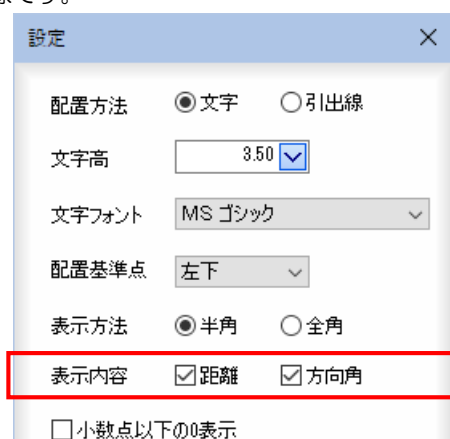 様です。
設定
配置方法 文字 引出線
文字高 3.50
文字フォント MS ゴシック
配置基準点 左下
表示方法 半角 全角
表示内容 距離 方向角
小数点以下の0表示